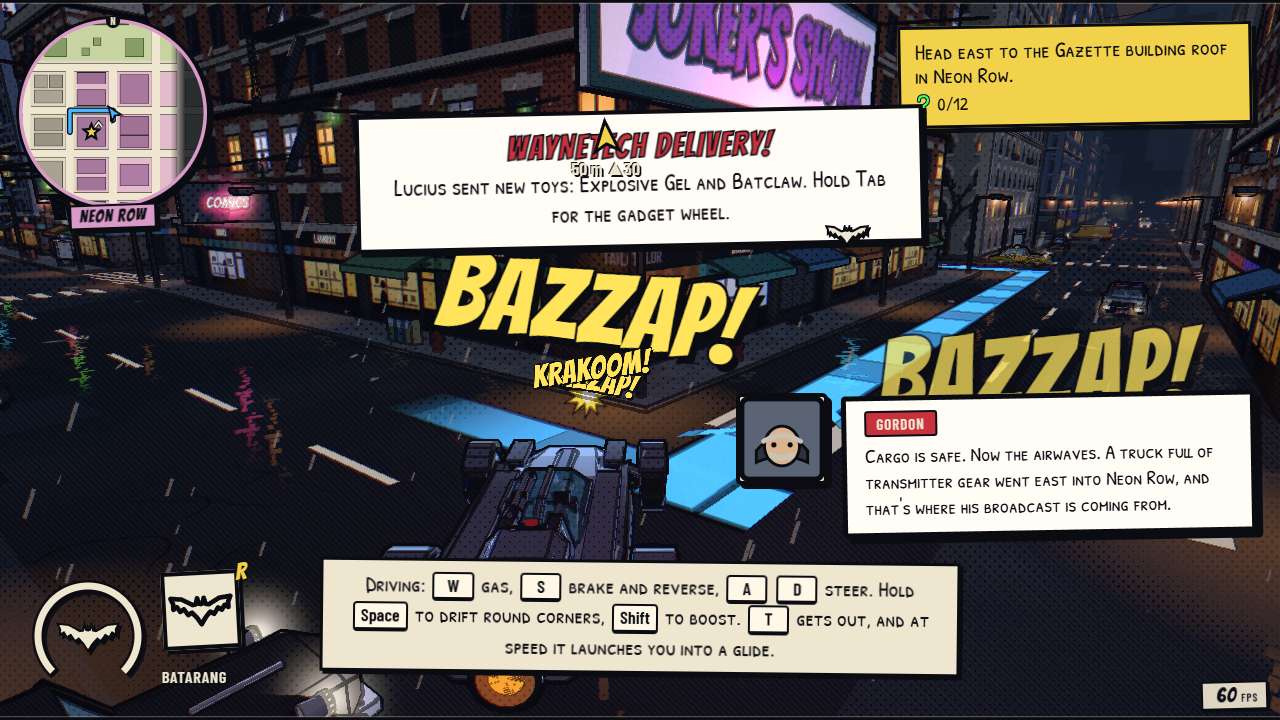 N
JOKER'S SHOW
HEAD EAST TO THE GAZETTE BUILDING ROOF
IN NEON ROW.
0/12
WAYNETECH DELIVERY!
50 m ▲30
LUCIUS SENT NEW TOYS: EXPLOSIVE GEL AND BATCLAW. HOLD TAB
FOR THE GADGET WHEEL.
COMICS
NEON ROW
BAZZAP!
KRAKOOM!
BAZZAP!
GORDON
CARGO IS SAFE. NOW THE AIRWAVES. A TRUCK FULL OF
TRANSMITTER GEAR WENT EAST INTO NEON ROW, AND
THAT'S WHERE HIS BROADCAST IS COMING FROM.
DRIVING: W GAS, S BRAKE AND REVERSE, A D STEER. HOLD
Space TO DRIFT ROUND CORNERS, Shift TO BOOST. T GETS OUT, AND AT
SPEED IT LAUNCHES YOU INTO A GLIDE.
R
BATARANG
60 FPS